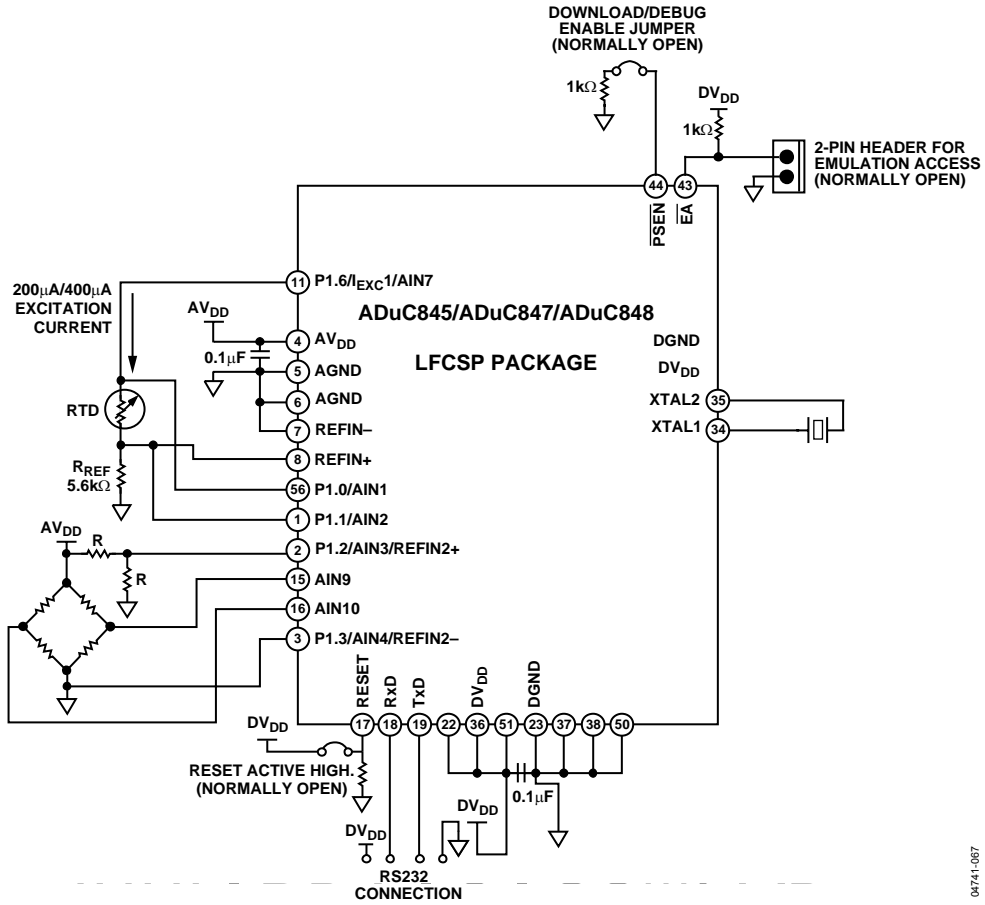 DOWNLOAD/DEBUG
ENABLE JUMPER
(NORMALLY OPEN)
1kΩ
DVDD
1kΩ
2-PIN HEADER FOR
EMULATION ACCESS
(NORMALLY OPEN)
44
43
PSEN
EA
200μA/400μA
EXCITATION
CURRENT
11 P1.6/IEXC1/AIN7
ADuC845/ADuC847/ADuC848
LFCSP PACKAGE
AVDD
4 AVDD
0.1μF
5 AGND
6 AGND
7 REFIN–
8 REFIN+
RTD
RREF
5.6kΩ
56 P1.0/AIN1
1 P1.1/AIN2
DGND
DVDD
XTAL2 35
XTAL1 34
AVDD
R
R
2 P1.2/AIN3/REFIN2+
15 AIN9
16 AIN10
3 P1.3/AIN4/REFIN2–
RESET
RxD
TxD
DVDD
DGND
17 18 19 22 36 51 23 37 38 50
DVDD
RESET ACTIVE HIGH.
(NORMALLY OPEN)
0.1μF
DVDD
DVDD
RS232
CONNECTION
04741-067